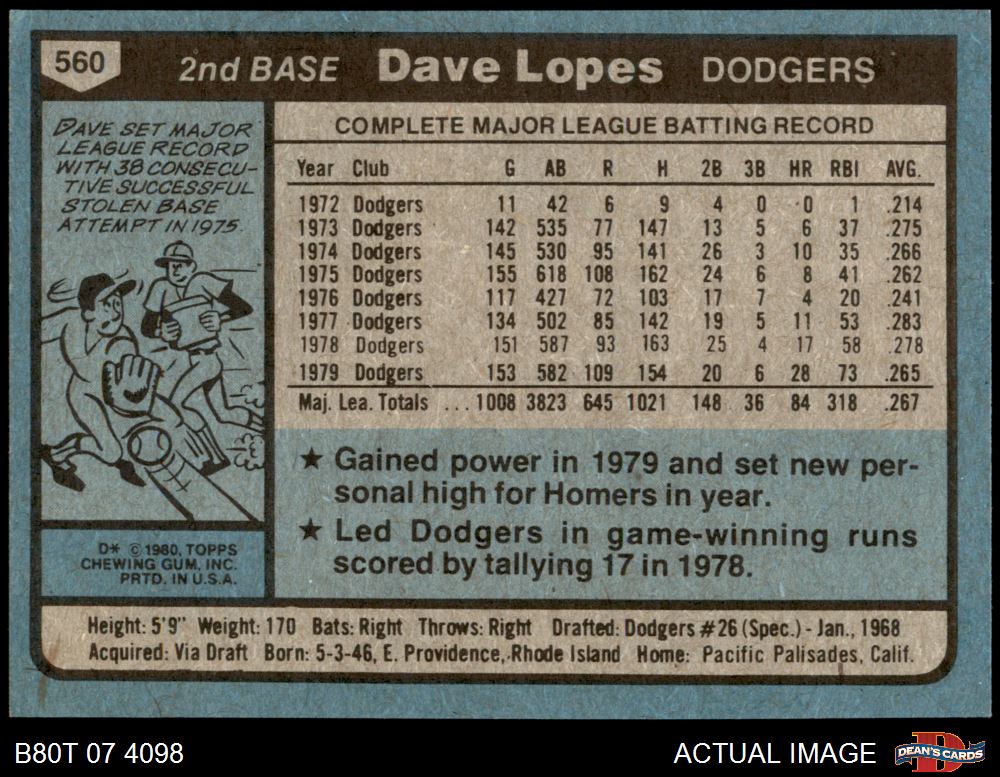 560
2nd BASE Dave Lopes DODGERS
DAVE SET MAJOR
LEAGUE RECORD
WITH 38 CONSECU-
TIVE SUCCESSFUL
STOLEN BASE
ATTEMPT IN 1975.
COMPLETE MAJOR LEAGUE BATTING RECORD
Year Club G AB R H 2B 3B HR RBI AVG.
1972 Dodgers 11 42 6 9 4 0 0 1 .214
1973 Dodgers 142 535 77 147 13 5 6 37 .275
1974 Dodgers 145 530 95 141 26 3 10 35 .266
1975 Dodgers 155 618 108 162 24 6 8 41 .262
1976 Dodgers 117 427 72 103 17 7 4 20 .241
1977 Dodgers 134 502 85 142 19 5 11 53 .283
1978 Dodgers 151 587 93 163 25 4 17 58 .278
1979 Dodgers 153 582 109 154 20 6 28 73 .265
Maj. Lea. Totals ...1008 3823 645 1021 148 36 84 318 .267
★ Gained power in 1979 and set new per-
sonal high for Homers in year.
★ Led Dodgers in game-winning runs
scored by tallying 17 in 1978.
D* © 1980, TOPPS
CHEWING GUM, INC.
PRTD. IN U.S.A.
Height: 5'9" Weight: 170 Bats: Right Throws: Right Drafted: Dodgers #26 (Spec.) - Jan., 1968
Acquired: Via Draft Born: 5-3-46, E. Providence, Rhode Island Home: Pacific Palisades, Calif.
B80T 07 4098
ACTUAL IMAGE
D
DEAN'S CARDS